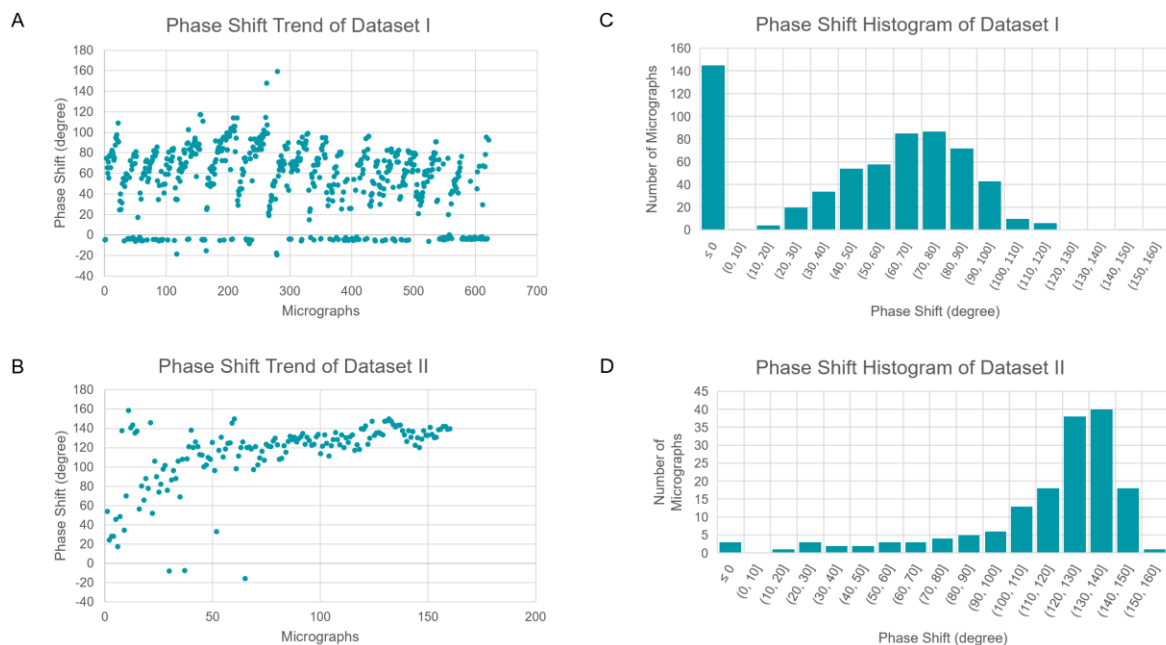 A
Phase Shift Trend of Dataset I
Phase Shift (degree)
180
160
140
120
100
80
60
40
20
0
-20
-40
0 100 200 300 400 500 600 700
Micrographs
C
Phase Shift Histogram of Dataset I
Number of Micrographs
160
140
120
100
80
60
40
20
0
≤ 0 (0, 10] (10, 20] (20, 30] (30, 40] (40, 50] (50, 60] (60, 70] (70, 80] (80, 90] (90, 100] (100, 110] (110, 120] (120, 130] (130, 140] (140, 150] (150, 160]
Phase Shift (degree)
B
Phase Shift Trend of Dataset II
Phase Shift (degree)
180
160
140
120
100
80
60
40
20
0
-20
-40
0 50 100 150 200
Micrographs
D
Phase Shift Histogram of Dataset II
Number of
Micrographs
45
40
35
30
25
20
15
10
5
0
≤ 0 (0, 10] (10, 20] (20, 30] (30, 40] (40, 50] (50, 60] (60, 70] (70, 80] (80, 90] (90, 100] (100, 110] (110, 120] (120, 130] (130, 140] (140, 150] (150, 160]
Phase Shift (degree)